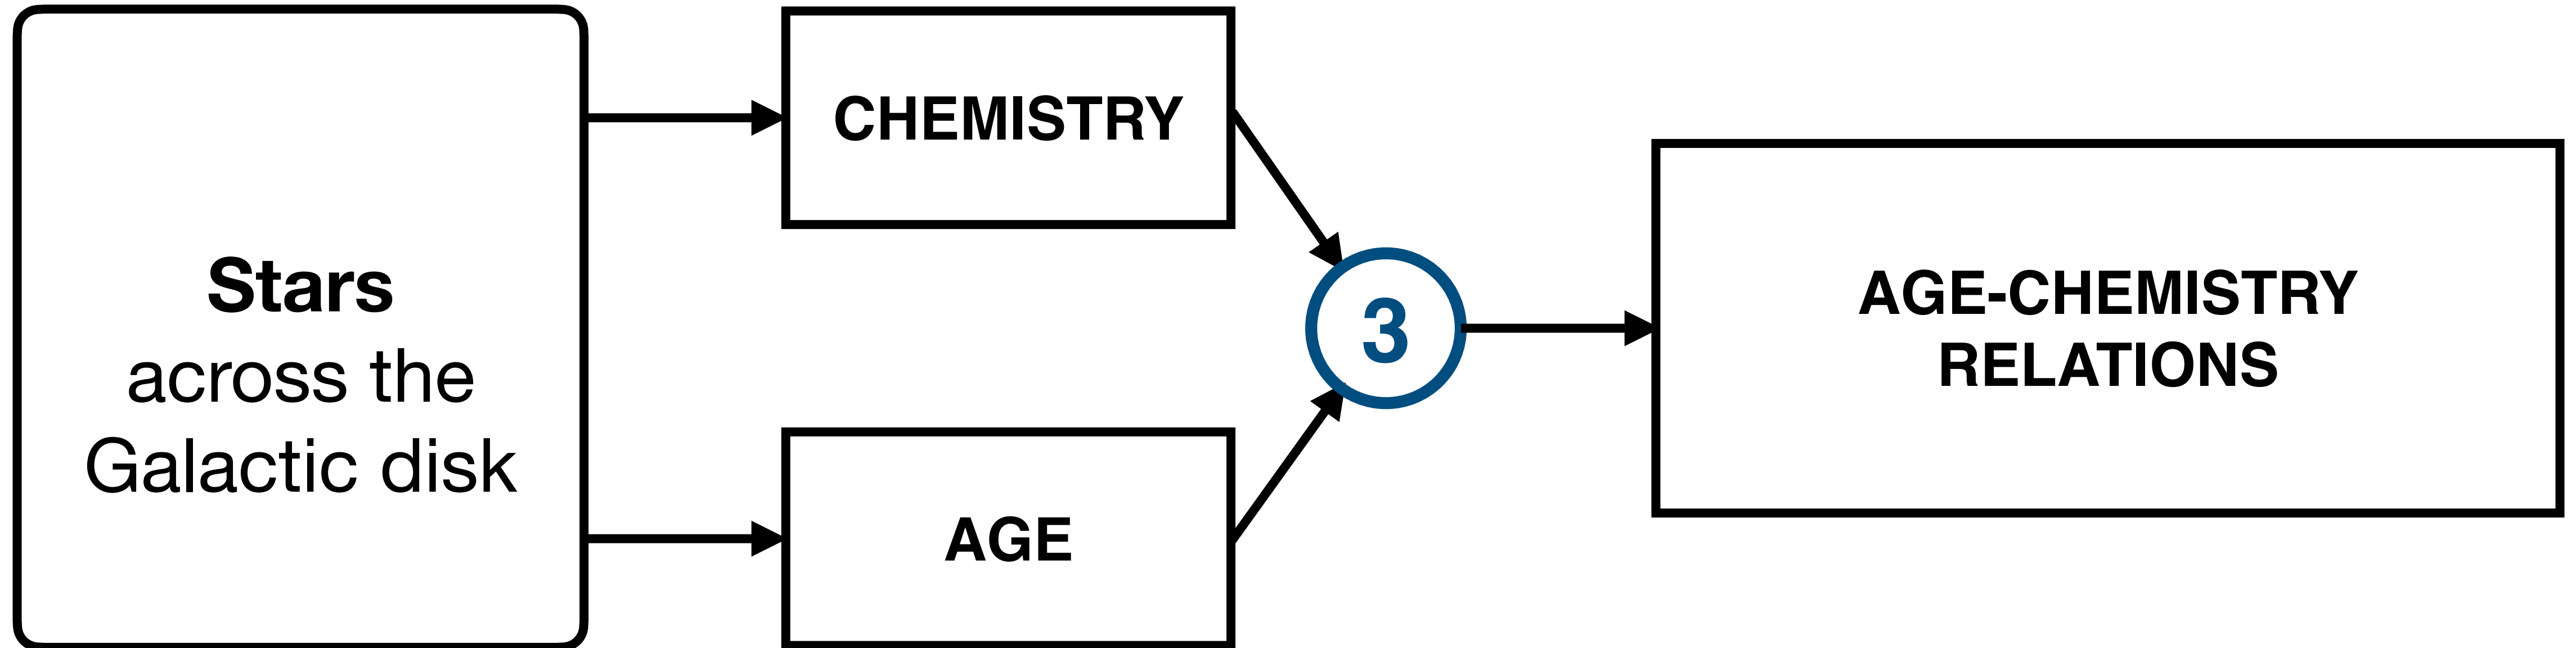 Stars
across the
Galactic disk
CHEMISTRY
AGE
3
AGE-CHEMISTRY
RELATIONS